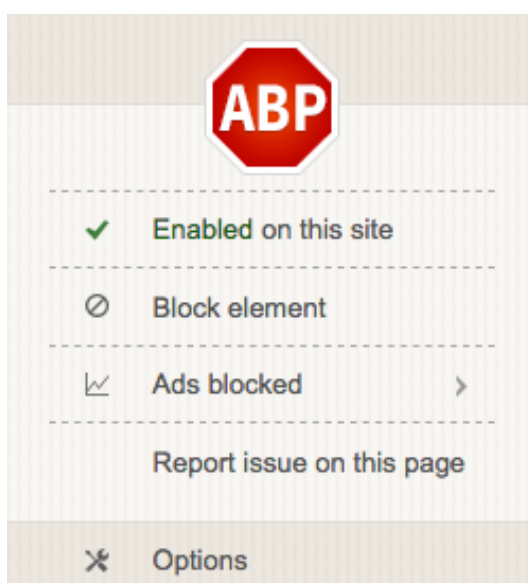 ABP
Enabled on this site
Block element
Ads blocked
Report issue on this page
Options